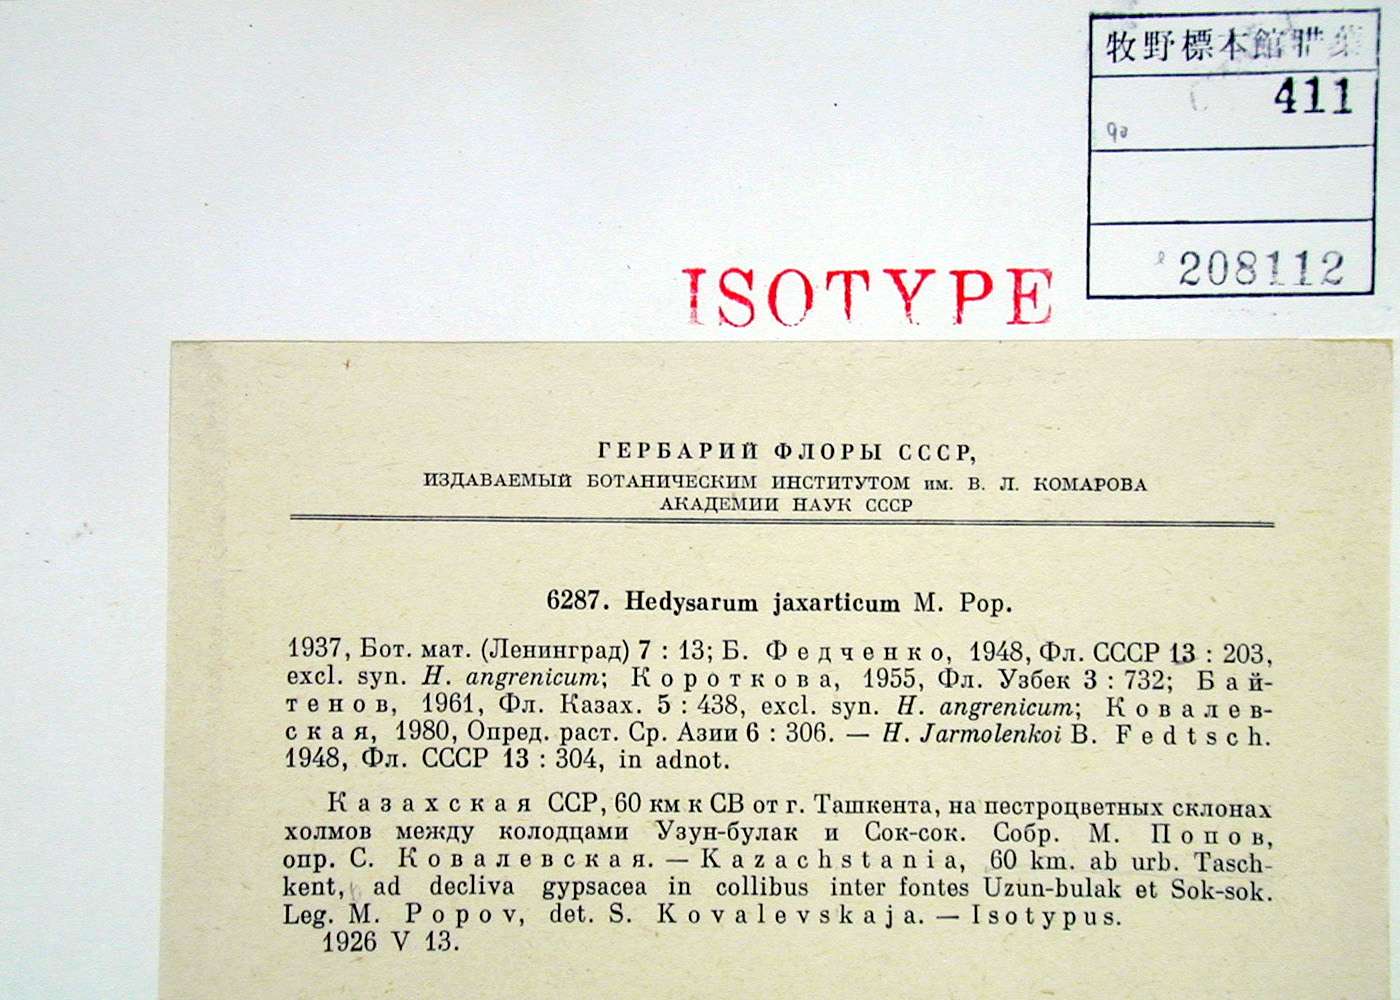 牧野標本館
411
208112
ISOTYPE
ГЕРБАРИЙ ФЛОРЫ СССР,
ИЗДАВАЕМЫЙ БОТАНИЧЕСКИМ ИНСТИТУТОМ им. В. Л. КОМАРОВА
АКАДЕМИИ НАУК СССР
6287. Hedysarum jaxarticum M. Pop.
1937, Бот. мат. (Ленинград) 7 : 13; Б. Федченко, 1948, Фл. СССР 13 : 203,
excl. syn. H. angrenicum; Короткова, 1955, Фл. Узбек 3 : 732; Бай-
тенов, 1961, Фл. Казах. 5 : 438, excl. syn. H. angrenicum; Ковалев-
ская, 1980, Опред. раст. Ср. Азии 6 : 306. — H. Jarmolenkoi B. Fedtsch.
1948, Фл. СССР 13 : 304, in adnot.
Казахская ССР, 60 км к СВ от г. Ташкента, на пестроцветных склонах
холмов между колодцами Узун-булак и Сок-сок. Собр. М. Попов,
опр. С. Ковалевская. — Kazachstania, 60 km. ab urb. Tasch-
kent, ad decliva gypsacea in collibus inter fontes Uzun-bulak et Sok-sok.
Leg. M. Popov, det. S. Kovalevskaja. — Isotypus.
1926 V 13.